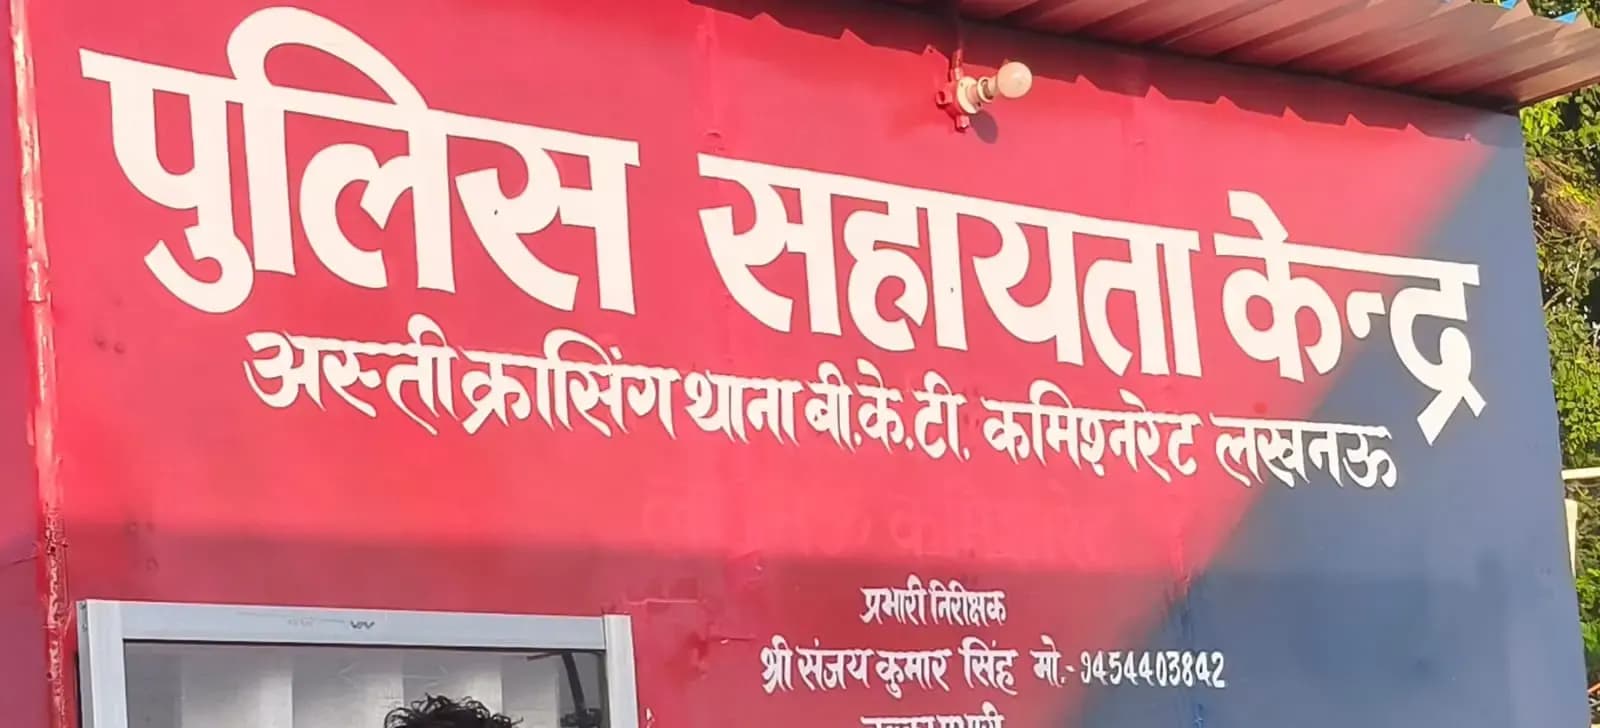 पुलिस सहायता केन्द्र
अस्ती क्रासिंग थाना बी.के.टी. कमिश्नरेट लखनऊ
प्रभारी निरीक्षक
श्री संजय कुमार सिंह मो.- 9454403842